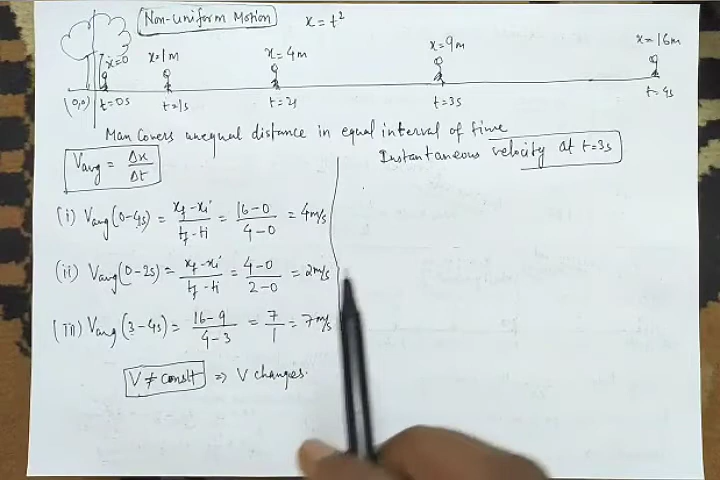 Non-uniform Motion x = t²
x=0 x=1m x=4m x=9m x=16m
(0,0) t=0s t=1s t=2s t=3s t=4s
Man Covers unequal distance in equal interval of time
Vavg = Δx/Δt
(i) Vavg(0-4s) = (xf-xi)/(tf-ti) = (16-0)/(4-0) = 4m/s
(ii) Vavg(0-2s) = (xf-xi)/(tf-ti) = (4-0)/(2-0) = 2m/s
(iii) Vavg(3-4s) = (16-9)/(4-3) = 7/1 = 7m/s
V ≠ constt ⇒ V changes.
Instantaneous velocity at t=3s